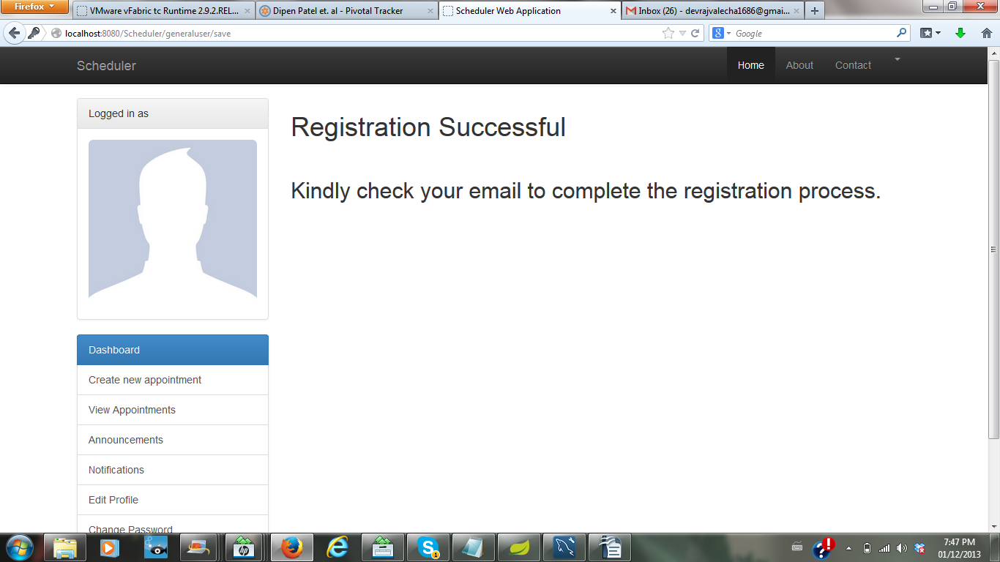 Firefox
VMware vFabric tc Runtime 2.9.2.REL...
Dipen Patel et. al - Pivotal Tracker
Scheduler Web Application
Inbox (26) - devrajvalecha1686@gmai...
localhost:8080/Scheduler/generaluser/save
Google
Scheduler
Home
About
Contact
Logged in as
Registration Successful
Kindly check your email to complete the registration process.
Dashboard
Create new appointment
View Appointments
Announcements
Notifications
Edit Profile
Change Password
7:47 PM
01/12/2013